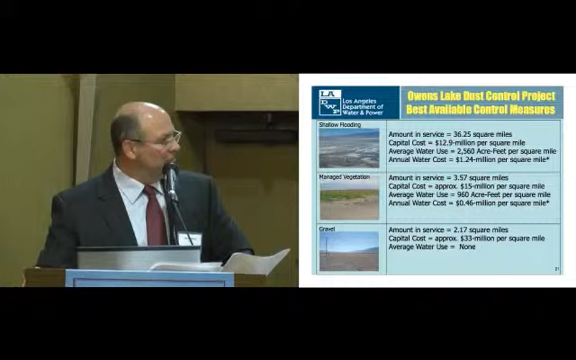 LA
DWP
Los Angeles
Department of
Water & Power
Owens Lake Dust Control Project
Best Available Control Measures
Shallow Flooding
Amount in service = 36.25 square miles
Capital Cost = $12.9-million per square mile
Average Water Use = 2,560 Acre-Feet per square mile
Annual Water Cost = $1.24-million per square mile*
Managed Vegetation
Amount in service = 3.57 square miles
Capital Cost = approx. $15-million per square mile
Average Water Use = 960 Acre-Feet per square mile
Annual Water Cost = $0.46-million per square mile*
Gravel
Amount in service = 2.17 square miles
Capital Cost = approx. $33-million per square mile
Average Water Use = None